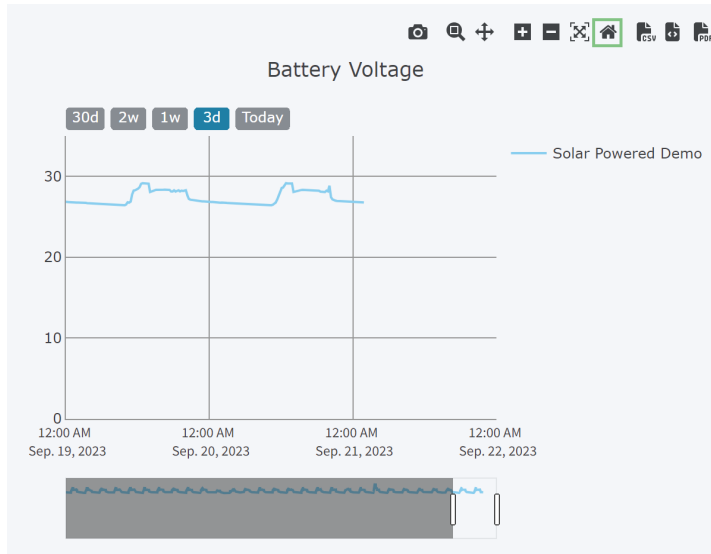 CSV
PDF
Battery Voltage
30d 2w 1w 3d Today
Solar Powered Demo
30
20
10
0
12:00 AM 12:00 AM 12:00 AM 12:00 AM
Sep. 19, 2023 Sep. 20, 2023 Sep. 21, 2023 Sep. 22, 2023